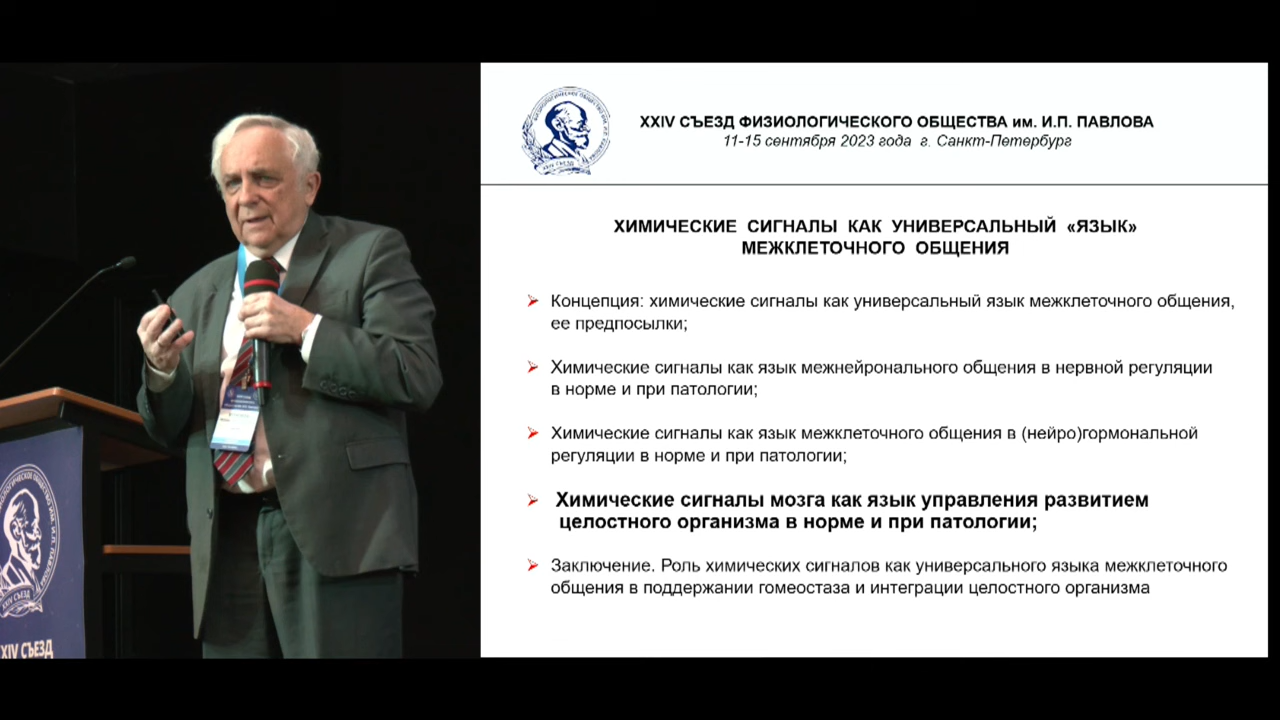 XXIV СЪЕЗД ФИЗИОЛОГИЧЕСКОГО ОБЩЕСТВА им. И.П. ПАВЛОВА
11-15 сентября 2023 года г. Санкт-Петербург
ХИМИЧЕСКИЕ СИГНАЛЫ КАК УНИВЕРСАЛЬНЫЙ «ЯЗЫК»
МЕЖКЛЕТОЧНОГО ОБЩЕНИЯ
Концепция: химические сигналы как универсальный язык межклеточного общения,
ее предпосылки;
Химические сигналы как язык межнейронального общения в нервной регуляции
в норме и при патологии;
Химические сигналы как язык межклеточного общения в (нейро)гормональной
регуляции в норме и при патологии;
Химические сигналы мозга как язык управления развитием
целостного организма в норме и при патологии;
Заключение. Роль химических сигналов как универсального языка межклеточного
общения в поддержании гомеостаза и интеграции целостного организма
XIV СЪЕЗД